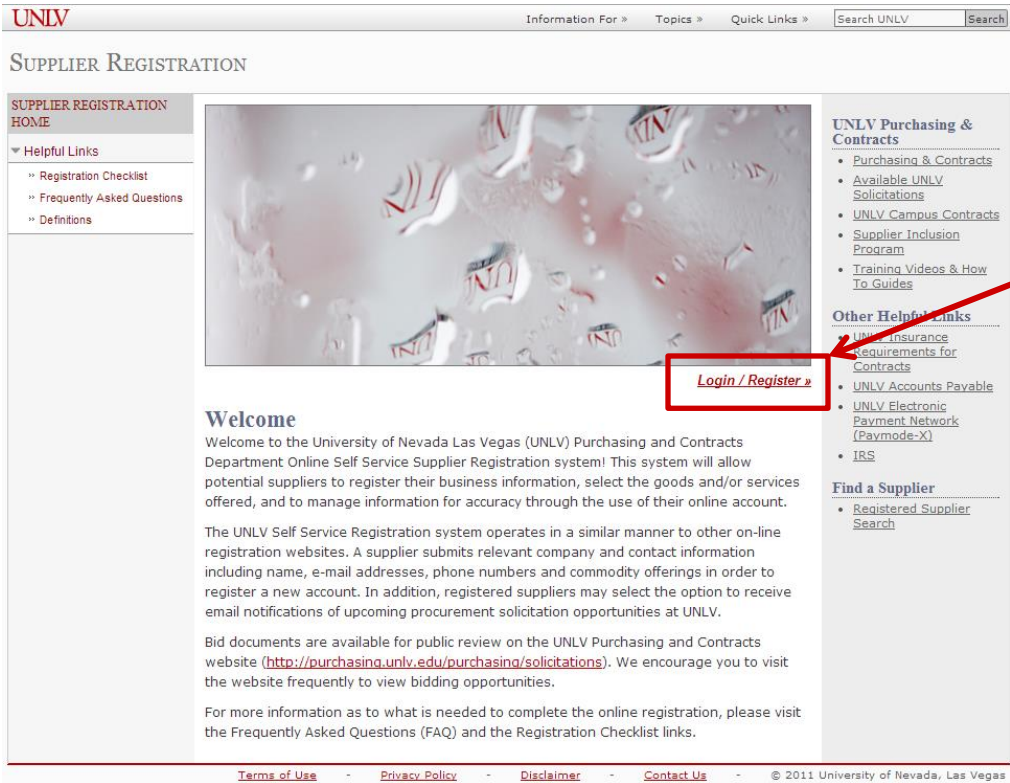 UNLV
Information For »
Topics »
Quick Links »
Search UNLV
Search
SUPPLIER REGISTRATION
SUPPLIER REGISTRATION
HOME
Helpful Links
» Registration Checklist
» Frequently Asked Questions
» Definitions
Login / Register »
Welcome
Welcome to the University of Nevada Las Vegas (UNLV) Purchasing and Contracts
Department Online Self Service Supplier Registration system! This system will allow
potential suppliers to register their business information, select the goods and/or services
offered, and to manage information for accuracy through the use of their online account.
The UNLV Self Service Registration system operates in a similar manner to other on-line
registration websites. A supplier submits relevant company and contact information
including name, e-mail addresses, phone numbers and commodity offerings in order to
register a new account. In addition, registered suppliers may select the option to receive
email notifications of upcoming procurement solicitation opportunities at UNLV.
Bid documents are available for public review on the UNLV Purchasing and Contracts
website (http://purchasing.unlv.edu/purchasing/solicitations). We encourage you to visit
the website frequently to view bidding opportunities.
For more information as to what is needed to complete the online registration, please visit
the Frequently Asked Questions (FAQ) and the Registration Checklist links.
UNLV Purchasing &
Contracts
• Purchasing & Contracts
• Available UNLV
Solicitations
• UNLV Campus Contracts
• Supplier Inclusion
Program
• Training Videos & How
To Guides
Other Helpful Links
• UNLV Insurance
Requirements for
Contracts
• UNLV Accounts Payable
• UNLV Electronic
Payment Network
(Paymode-X)
• IRS
Find a Supplier
• Registered Supplier
Search
Terms of Use - Privacy Policy - Disclaimer - Contact Us - © 2011 University of Nevada, Las Vegas